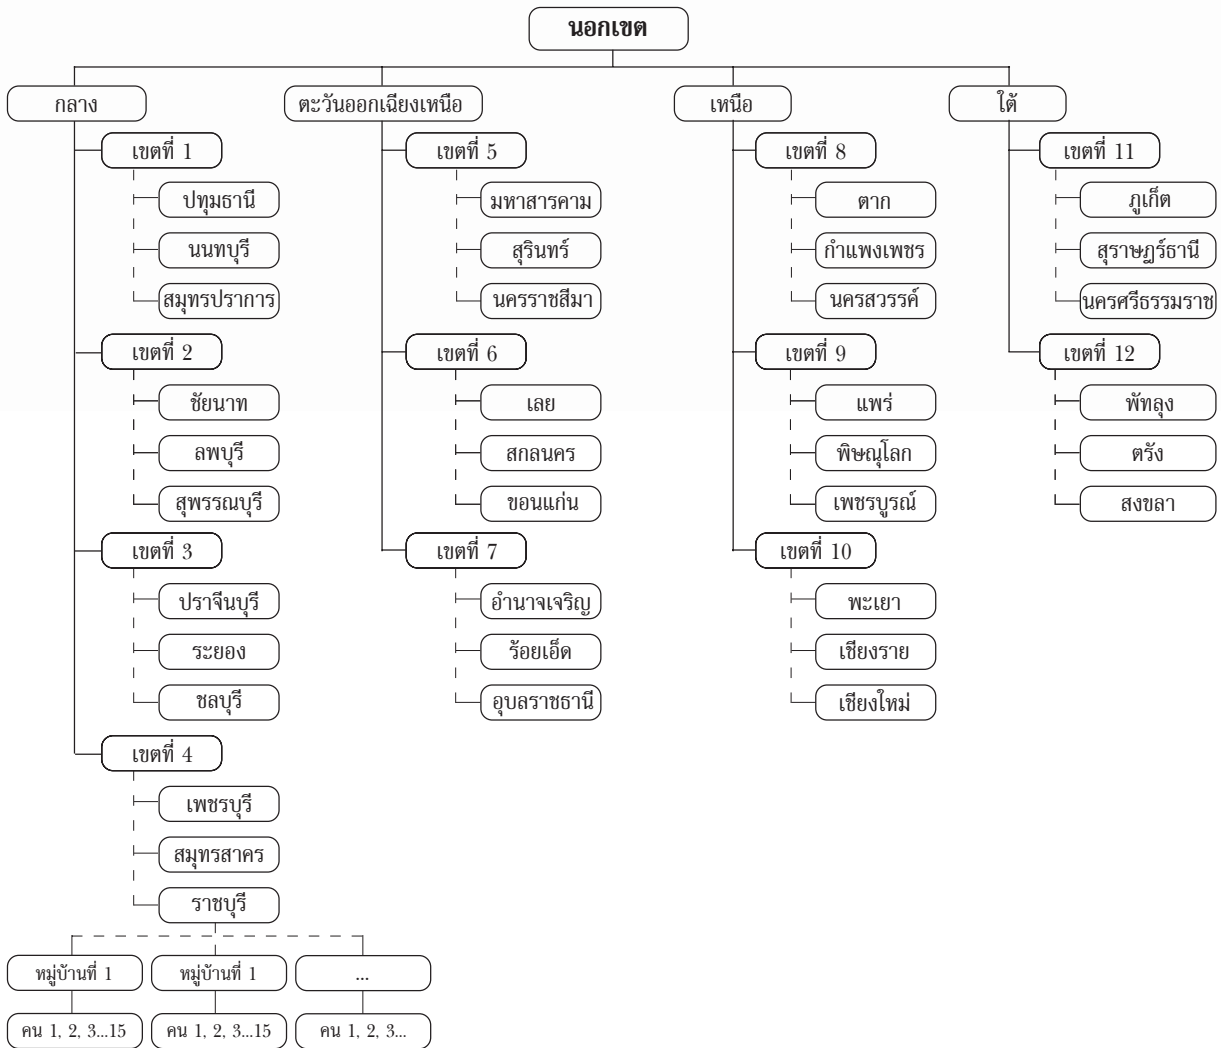 นอกเขต
กลาง
เขตที่ 1
ปทุมธานี
นนทบุรี
สมุทรปราการ
เขตที่ 2
ชัยนาท
ลพบุรี
สุพรรณบุรี
เขตที่ 3
ปราจีนบุรี
ระยอง
ชลบุรี
เขตที่ 4
เพชรบุรี
สมุทรสาคร
ราชบุรี
หมู่บ้านที่ 1
หมู่บ้านที่ 1
...
คน 1, 2, 3...15
คน 1, 2, 3...15
คน 1, 2, 3...
ตะวันออกเฉียงเหนือ
เขตที่ 5
มหาสารคาม
สุรินทร์
นครราชสีมา
เขตที่ 6
เลย
สกลนคร
ขอนแก่น
เขตที่ 7
อำนาจเจริญ
ร้อยเอ็ด
อุบลราชธานี
เหนือ
เขตที่ 8
ตาก
กำแพงเพชร
นครสวรรค์
เขตที่ 9
แพร่
พิษณุโลก
เพชรบูรณ์
เขตที่ 10
พะเยา
เชียงราย
เชียงใหม่
ใต้
เขตที่ 11
ภูเก็ต
สุราษฎร์ธานี
นครศรีธรรมราช
เขตที่ 12
พัทลุง
ตรัง
สงขลา